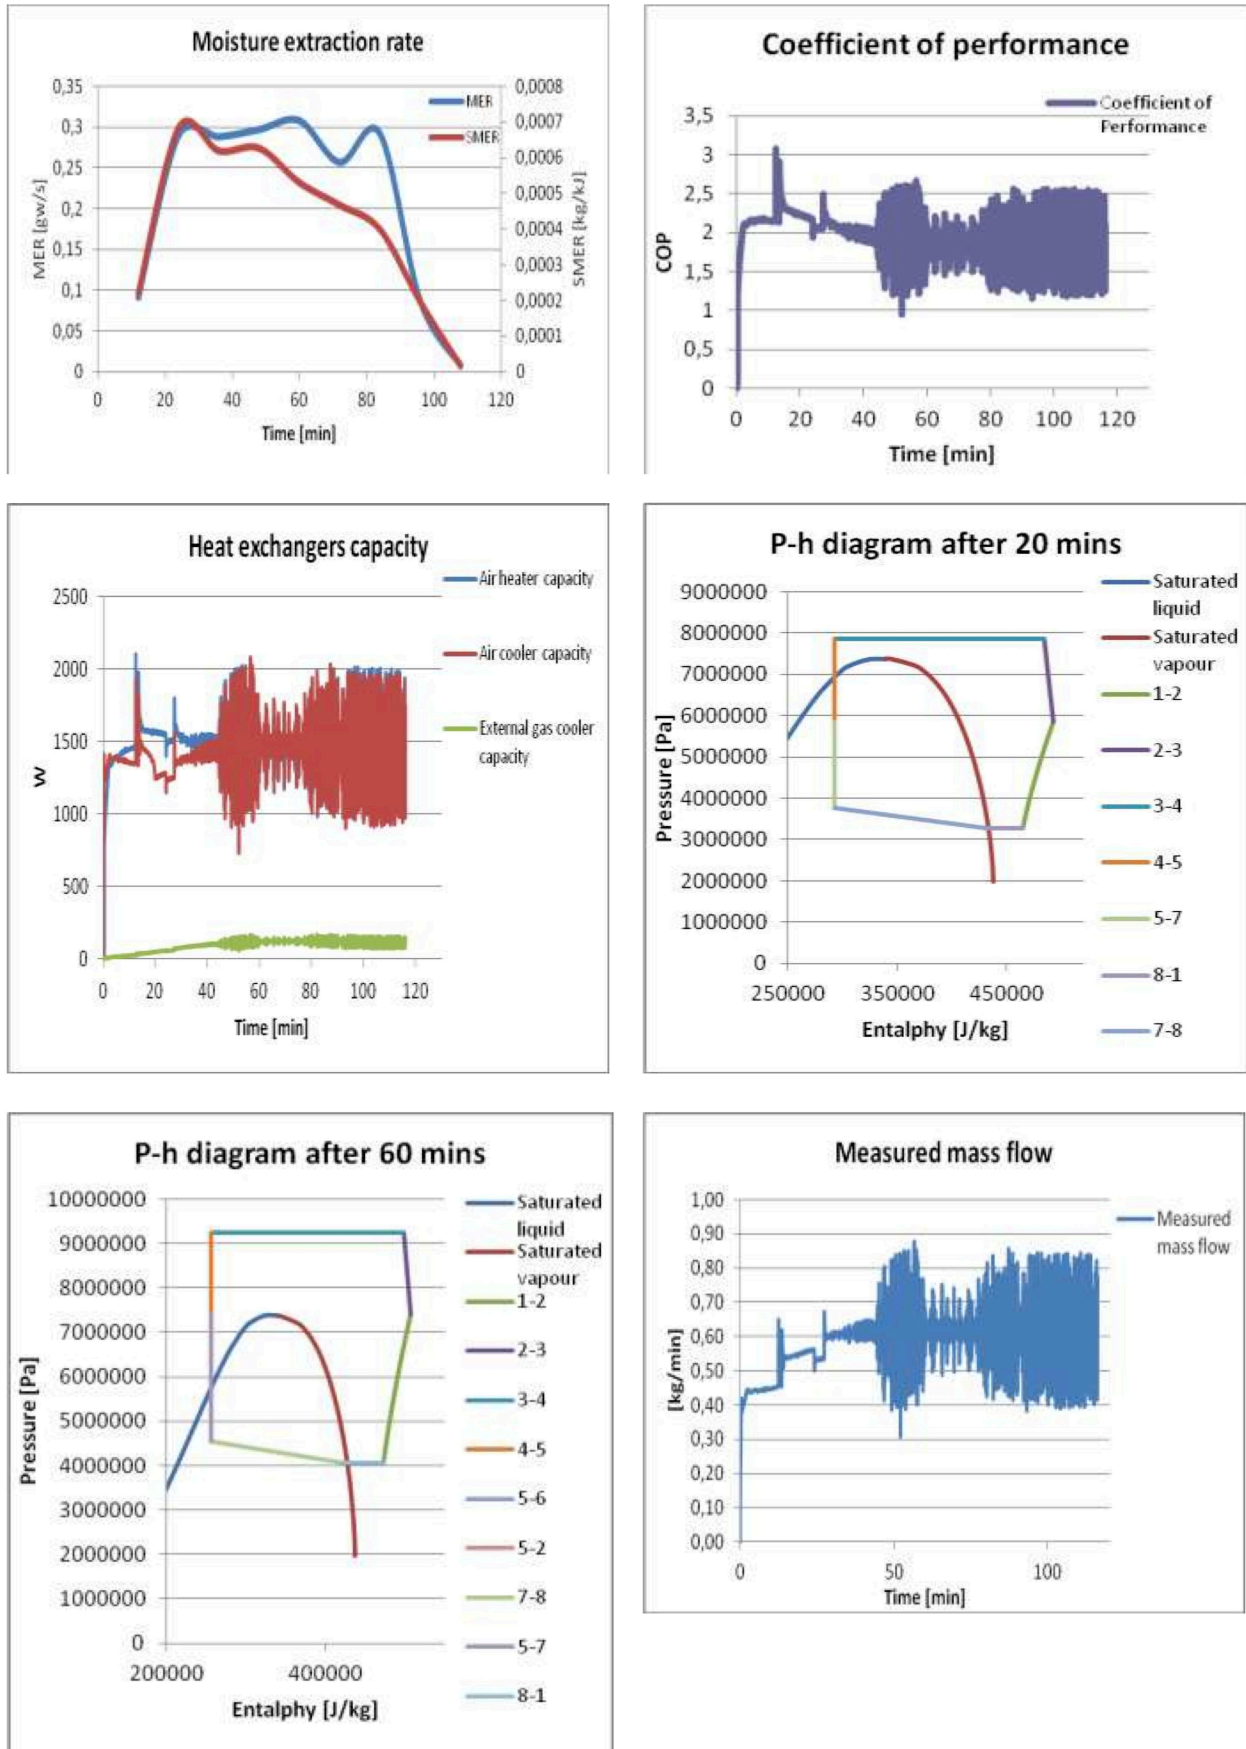 Moisture extraction rate
0,35
0,3
0,25
0,2
0,15
0,1
0,05
0
0,0008
0,0007
0,0006
0,0005
0,0004
0,0003
0,0002
0,0001
0
MER
SMER
MER [gw/s]
SMER [kg/kJ]
0 20 40 60 80 100 120
Time [min]
Coefficient of performance
Coefficient of
Performance
3,5
3
2,5
2
1,5
1
0,5
0
COP
0 20 40 60 80 100 120
Time [min]
Heat exchangers capacity
Air heater capacity
Air cooler capacity
External gas cooler
capacity
2500
2000
1500
1000
500
0
W
0 20 40 60 80 100 120
Time [min]
P-h diagram after 20 mins
9000000
8000000
7000000
6000000
5000000
4000000
3000000
2000000
1000000
0
Pressure [Pa]
250000 350000 450000
Entalphy [J/kg]
Saturated
liquid
Saturated
vapour
1-2
2-3
3-4
4-5
5-7
8-1
7-8
P-h diagram after 60 mins
10000000
9000000
8000000
7000000
6000000
5000000
4000000
3000000
2000000
1000000
0
Pressure [Pa]
200000 400000
Entalphy [J/kg]
Saturated
liquid
Saturated
vapour
1-2
2-3
3-4
4-5
5-6
5-2
7-8
5-7
8-1
Measured mass flow
1,00
0,90
0,80
0,70
0,60
0,50
0,40
0,30
0,20
0,10
0,00
[kg/min]
0 50 100
Time [min]
Measured
mass flow